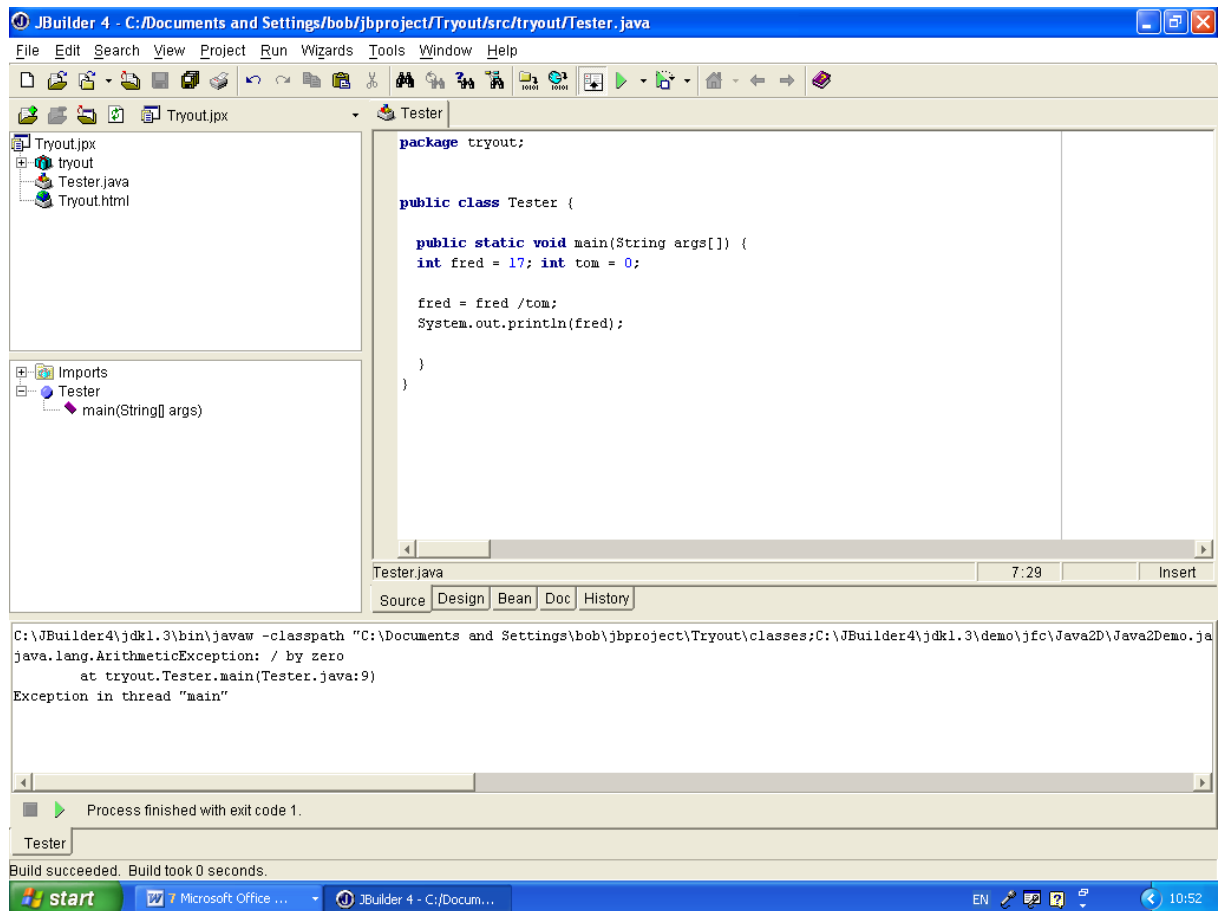 JBuilder 4 - C:/Documents and Settings/bob/jbproject/Tryout/src/tryout/Tester.java
File Edit Search View Project Run Wizards Tools Window Help
Tryout.jpx
Tester
Tryout.jpx
tryout
Tester.java
Tryout.html
package tryout;
public class Tester {
public static void main(String args[]) {
int fred = 17; int tom = 0;
fred = fred /tom;
System.out.println(fred);
}
}
Imports
Tester
main(String[] args)
Tester.java 7:29 Insert
Source Design Bean Doc History
C:\JBuilder4\jdk1.3\bin\javaw -classpath "C:\Documents and Settings\bob\jbproject\Tryout\classes;C:\JBuilder4\jdk1.3\demo\jfc\Java2D\Java2Demo.ja
java.lang.ArithmeticException: / by zero
at tryout.Tester.main(Tester.java:9)
Exception in thread "main"
Process finished with exit code 1.
Tester
Build succeeded. Build took 0 seconds.
start 7 Microsoft Office ... JBuilder 4 - C:/Docum... EN 10:52